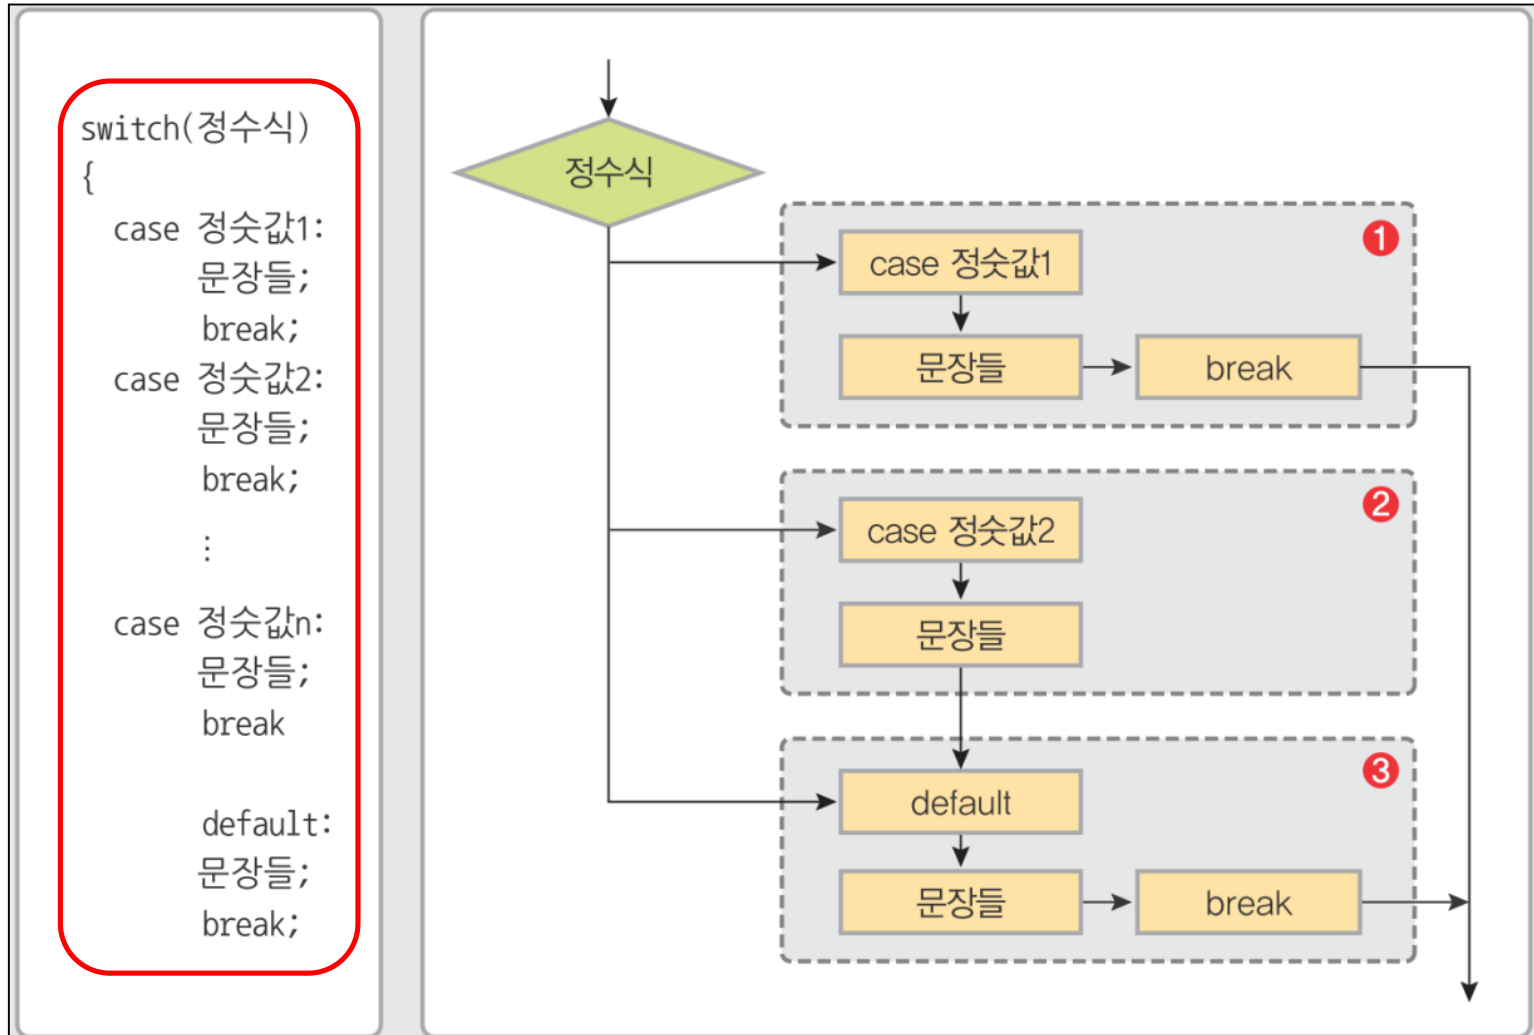 switch(정수식)
{
case 정숫값1:
문장들;
break;
case 정숫값2:
문장들;
break;
⋮
case 정숫값n:
문장들;
break
default:
문장들;
break;
정수식
1
case 정숫값1
문장들
break
2
case 정숫값2
문장들
3
default
문장들
break